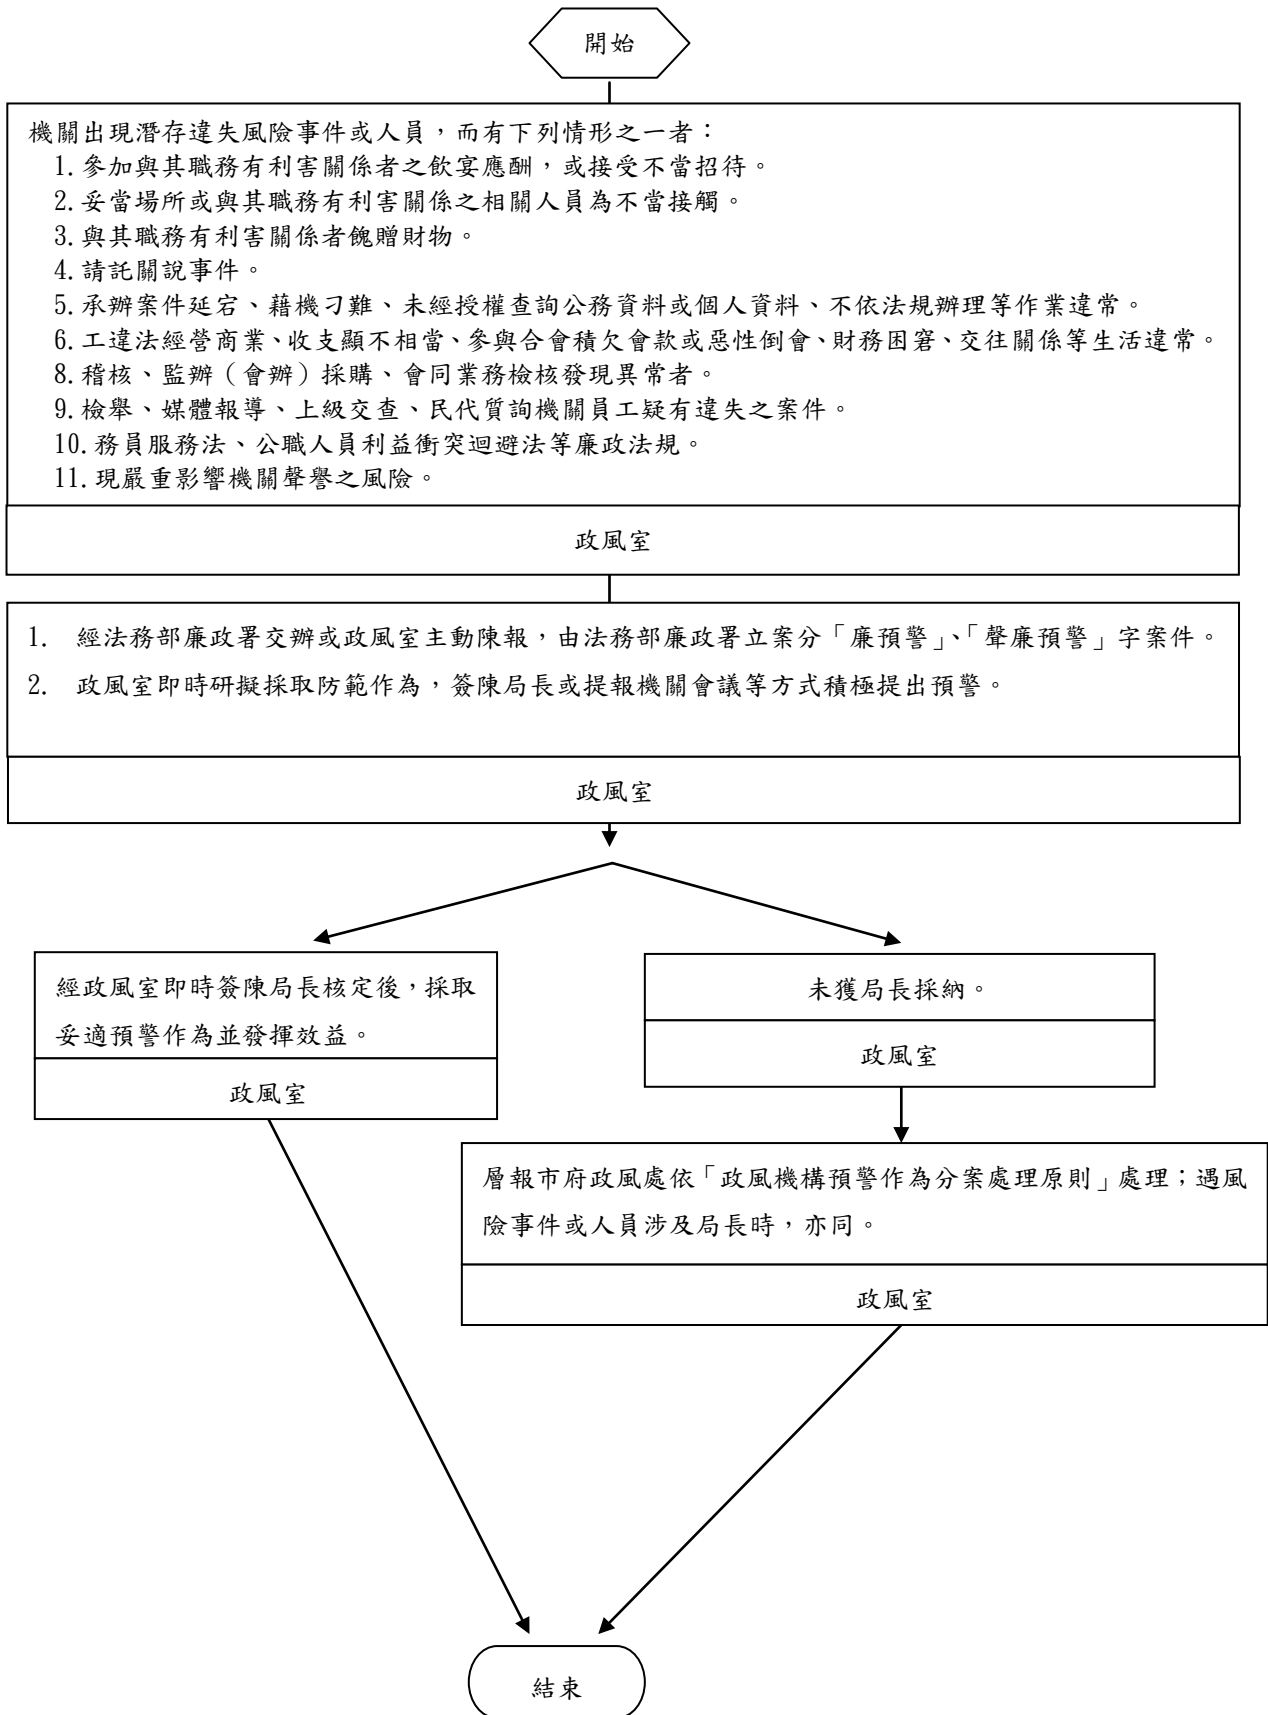 開始
機關出現潛存違失風險事件或人員，而有下列情形之一者：
1.參加與其職務有利害關係者之飲宴應酬，或接受不當招待。
2.妥當場所或與其職務有利害關係之相關人員為不當接觸。
3.與其職務有利害關係者餽贈財物。
4.請託關說事件。
5.承辦案件延宕、藉機刁難、未經授權查詢公務資料或個人資料、不依法規辦理等作業違常。
6.工違法經營商業、收支顯不相當、參與合會積欠會款或惡性倒會、財務困窘、交往關係等生活違常。
8.稽核、監辦（會辦）採購、會同業務檢核發現異常者。
9.檢舉、媒體報導、上級交查、民代質詢機關員工疑有違失之案件。
10.務員服務法、公職人員利益衝突迴避法等廉政法規。
11.現嚴重影響機關聲譽之風險。
政風室
1. 經法務部廉政署交辦或政風室主動陳報，由法務部廉政署立案分「廉預警」、「聲廉預警」字案件。
2. 政風室即時研擬採取防範作為，簽陳局長或提報機關會議等方式積極提出預警。
政風室
經政風室即時簽陳局長核定後，採取
妥適預警作為並發揮效益。
政風室
未獲局長採納。
政風室
層報市府政風處依「政風機構預警作為分案處理原則」處理；遇風
險事件或人員涉及局長時，亦同。
政風室
結束